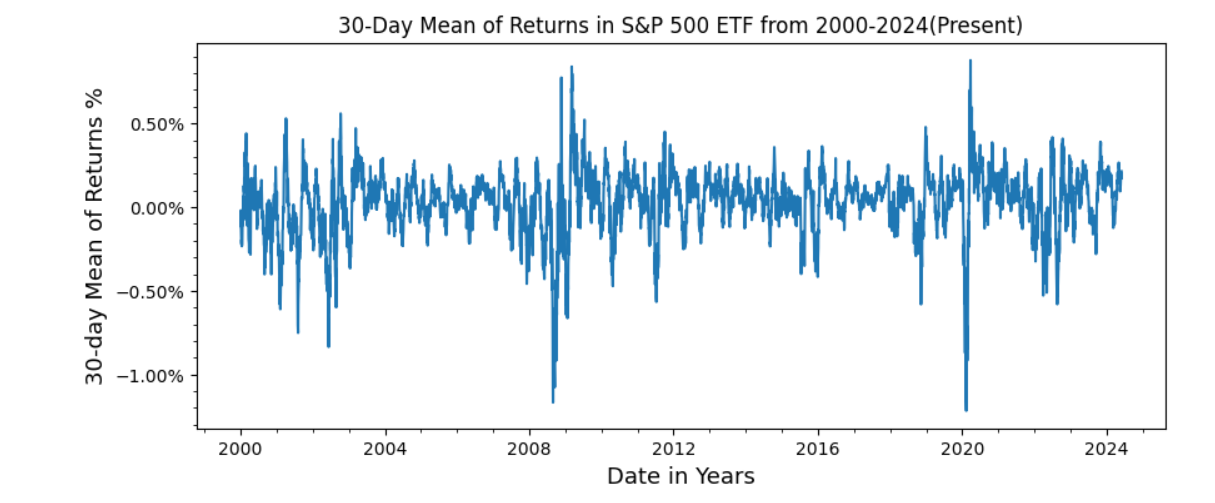 30-Day Mean of Returns in S&P 500 ETF from 2000-2024(Present)
30-day Mean of Returns %
0.50%
0.00%
−0.50%
−1.00%
2000 2004 2008 2012 2016 2020 2024
Date in Years